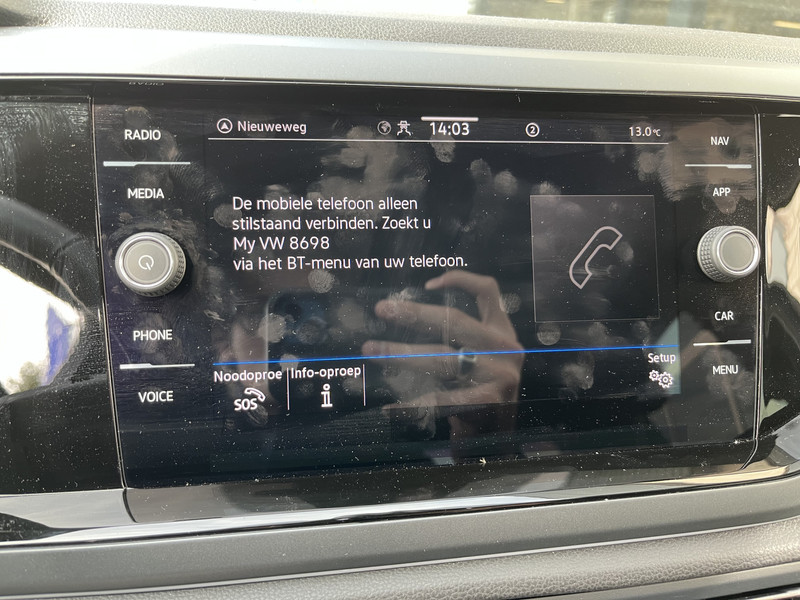 RADIO
MEDIA
PHONE
VOICE
Nieuweweg
14:03
2
13.0°C
De mobiele telefoon alleen
stilstaand verbinden. Zoekt u
My VW 8698
via het BT-menu van uw telefoon.
Noodoproe
SOS
Info-oproep
i
Setup
NAV
APP
CAR
MENU